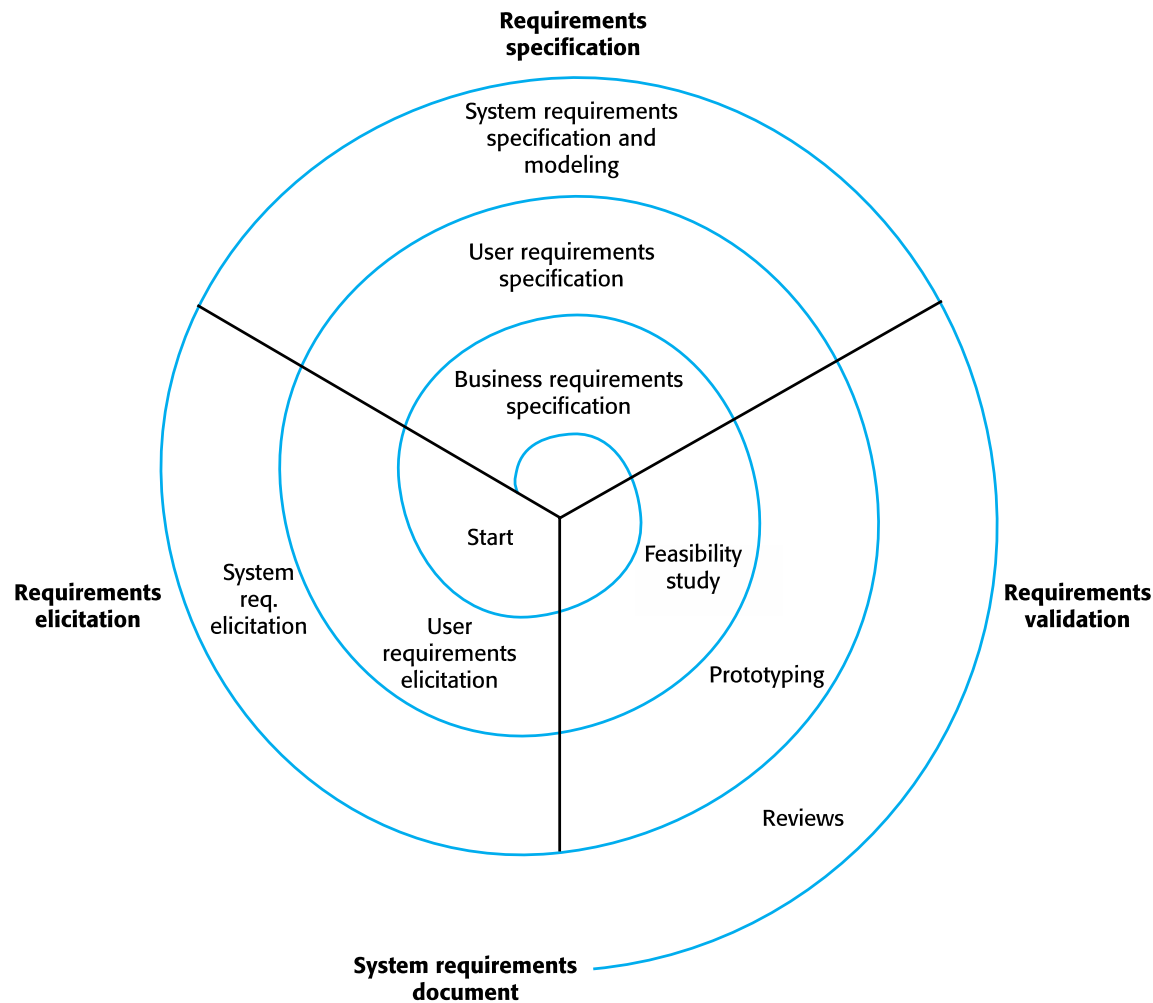 Requirements
specification
System requirements
specification and
modeling
User requirements
specification
Business requirements
specification
Start
Feasibility
study
System
req.
elicitation
Requirements
elicitation
Requirements
validation
User
requirements
elicitation
Prototyping
Reviews
System requirements
document